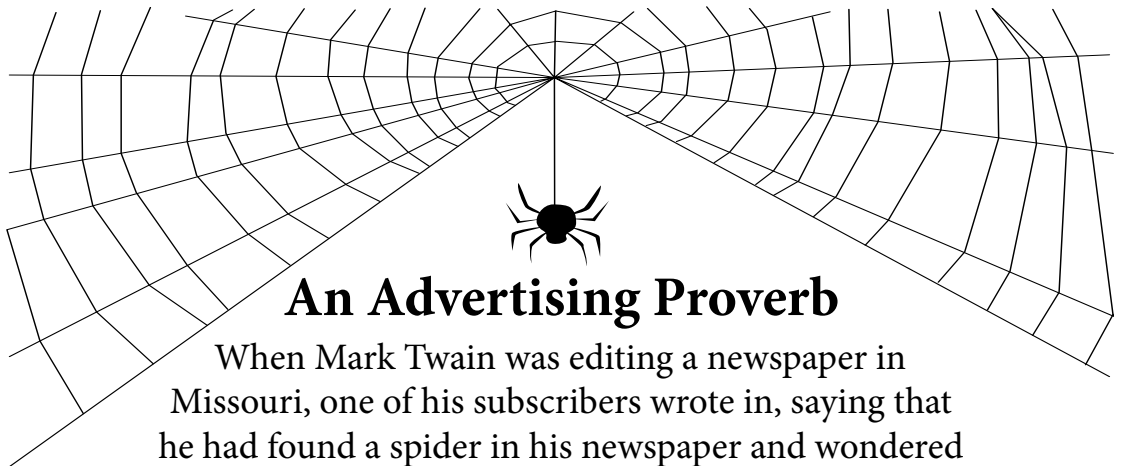 An Advertising Proverb
When Mark Twain was editing a newspaper in
Missouri, one of his subscribers wrote in, saying that
he had found a spider in his newspaper and wondered